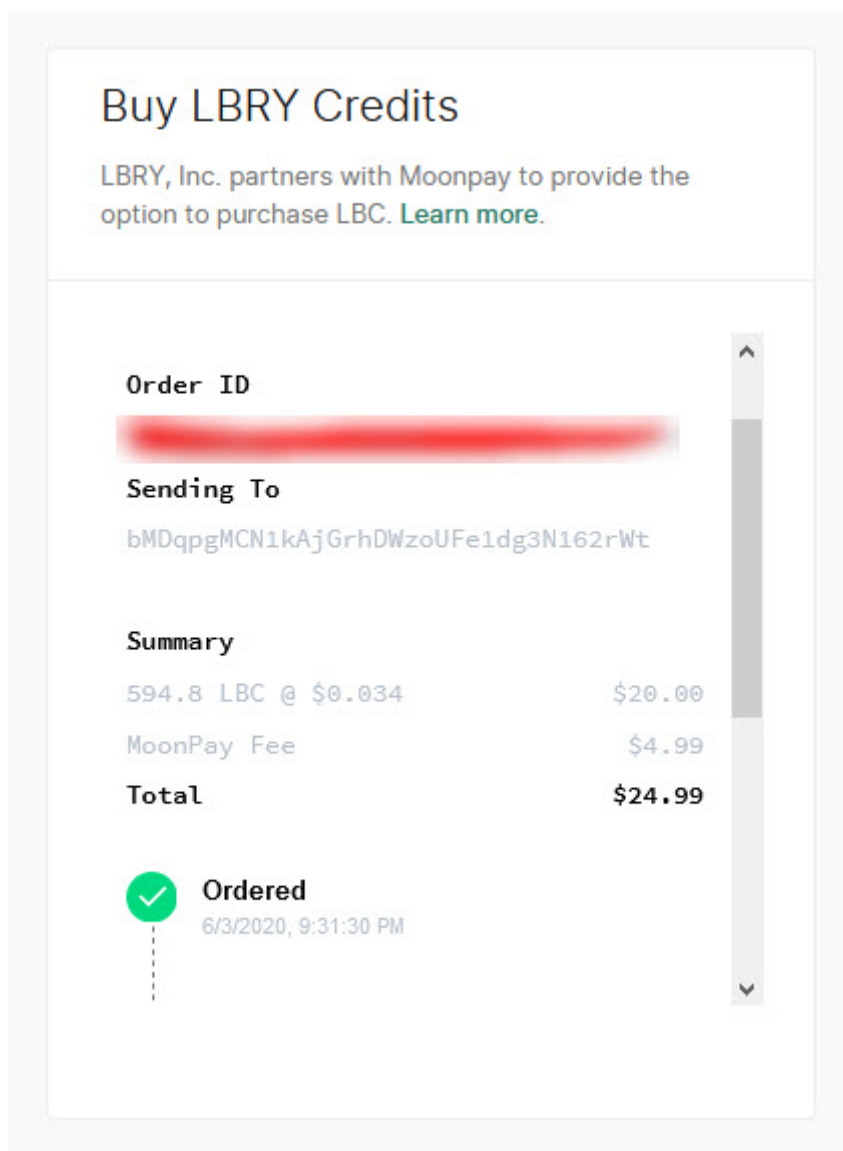 Buy LBRY Credits
LBRY, Inc. partners with Moonpay to provide the
option to purchase LBC. Learn more.
Order ID
Sending To
bMDqpgMCN1kAjGrhDWzoUFe1dg3N162rWt
Summary
594.8 LBC @ $0.034 $20.00
MoonPay Fee $4.99
Total $24.99
Ordered
6/3/2020, 9:31:30 PM